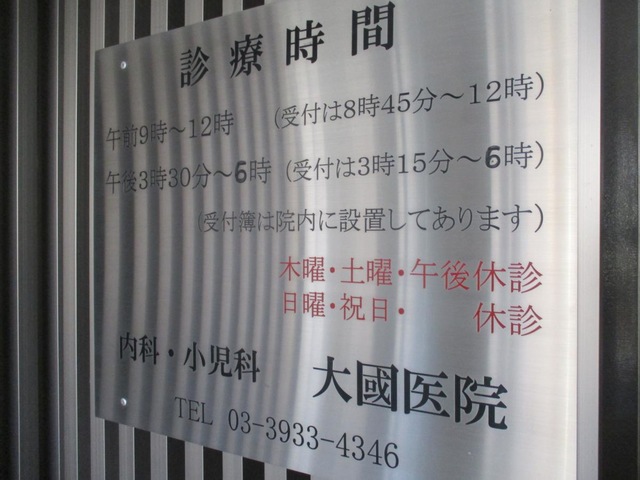 診療時間
午前9時～12時 (受付は8時45分～12時)
午後3時30分～6時 (受付は3時15分～6時)
(受付簿は院内に設置してあります)
木曜・土曜・午後休診
日曜・祝日・ 休診
内科・小児科 大國医院
TEL 03-3933-4346